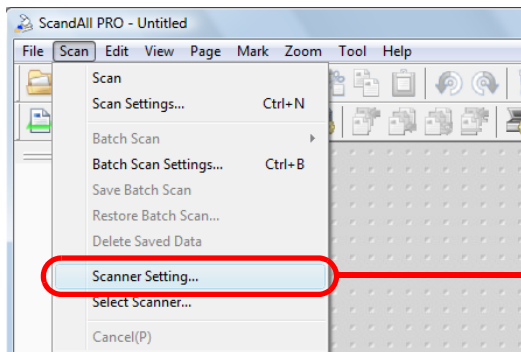 ScandAll PRO - Untitled
File Scan Edit View Page Mark Zoom Tool Help
Scan
Scan Settings... Ctrl+N
Batch Scan
Batch Scan Settings... Ctrl+B
Save Batch Scan
Restore Batch Scan...
Delete Saved Data
Scanner Setting...
Select Scanner...
Cancel(P)